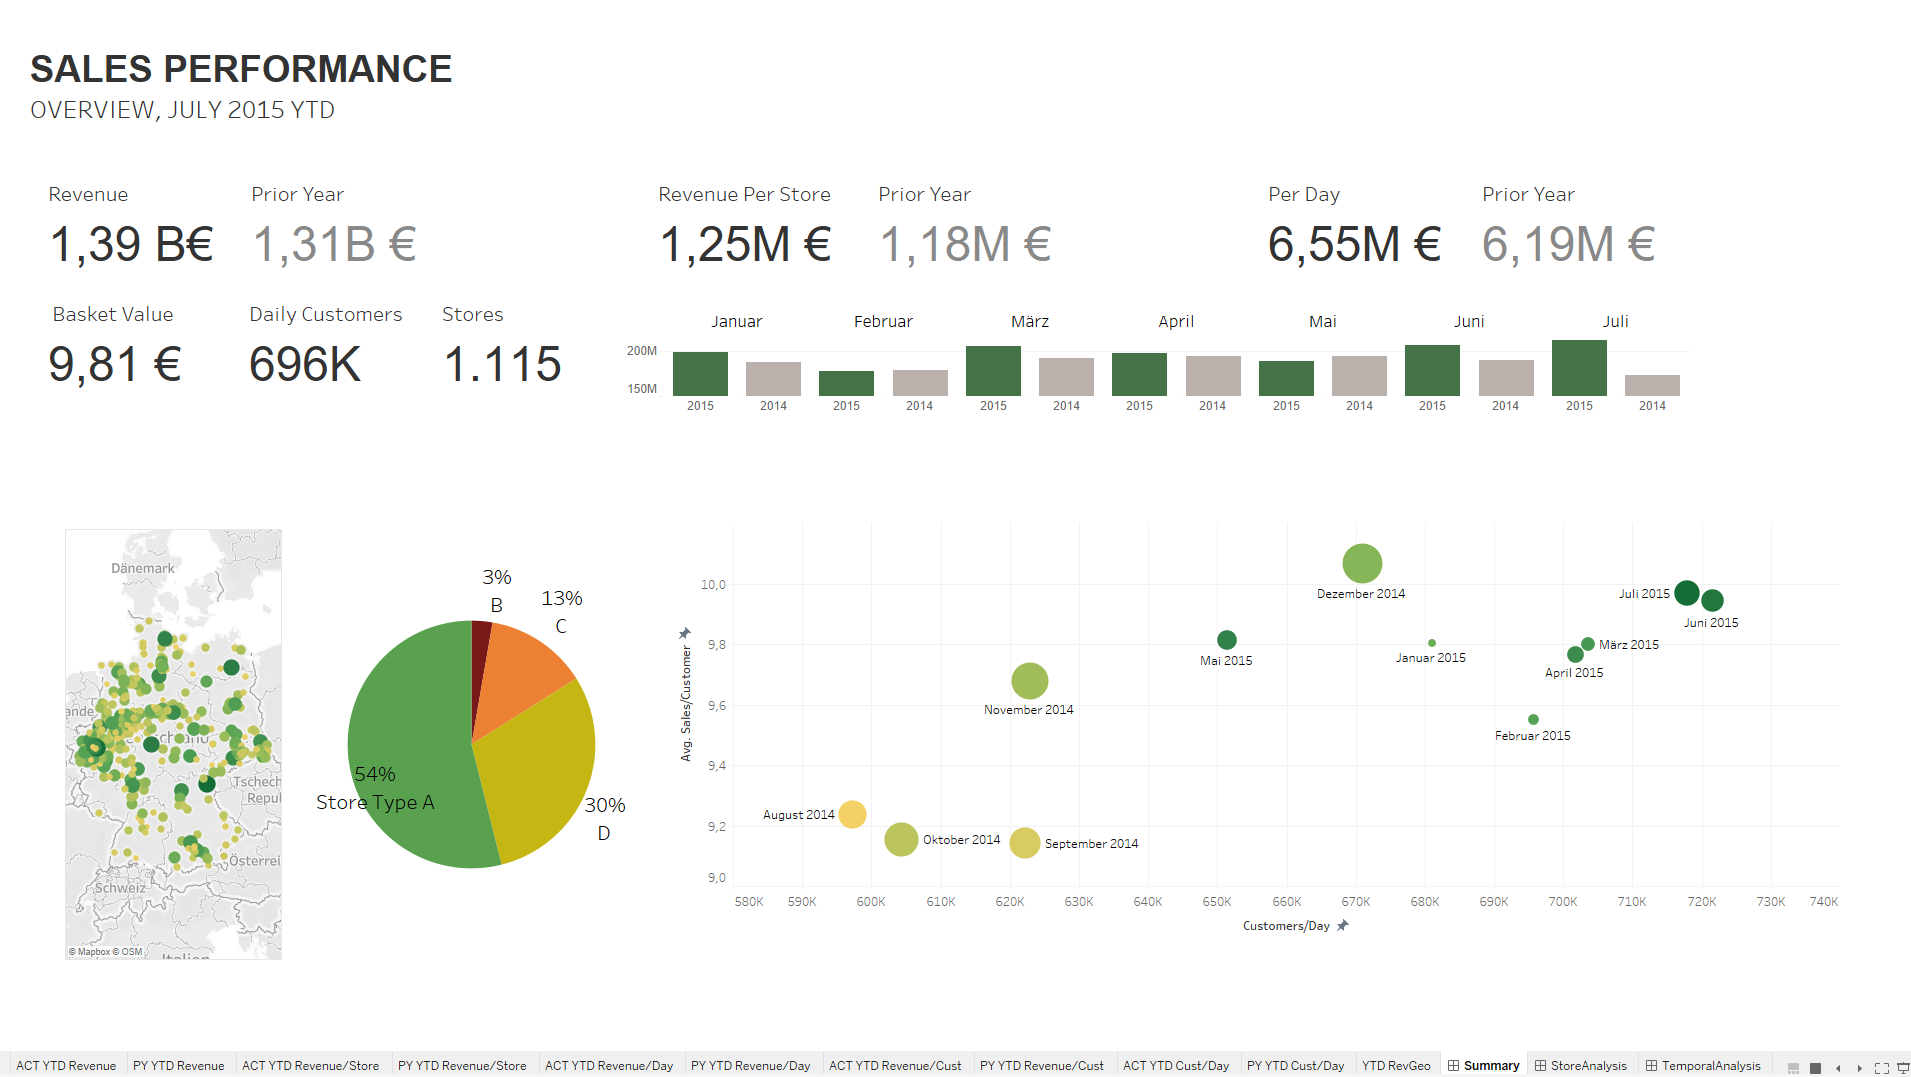 SALES PERFORMANCE
OVERVIEW, JULY 2015 YTD
Revenue Prior Year Revenue Per Store Prior Year Per Day Prior Year
1,39 B€ 1,31B € 1,25M € 1,18M € 6,55M € 6,19M €
Basket Value Daily Customers Stores
9,81 € 696K 1.115
Januar Februar März April Mai Juni Juli
200M
150M
2015 2014 2015 2014 2015 2014 2015 2014 2015 2014 2015 2014 2015 2014
Dänemark
ande
Tschech
Repul
Österrei
Schweiz
Italien
© Mapbox © OSM
3%
B
13%
C
54%
Store Type A
30%
D
Avg. Sales/Customer
10,0
9,8
9,6
9,4
9,2
9,0
Dezember 2014
Juli 2015
Juni 2015
Mai 2015
Januar 2015
März 2015
April 2015
November 2014
Februar 2015
August 2014
Oktober 2014
September 2014
580K 590K 600K 610K 620K 630K 640K 650K 660K 670K 680K 690K 700K 710K 720K 730K 740K
Customers/Day
ACT YTD Revenue PY YTD Revenue ACT YTD Revenue/Store PY YTD Revenue/Store ACT YTD Revenue/Day PY YTD Revenue/Day ACT YTD Revenue/Cust PY YTD Revenue/Cust ACT YTD Cust/Day PY YTD Cust/Day YTD RevGeo Summary StoreAnalysis TemporalAnalysis